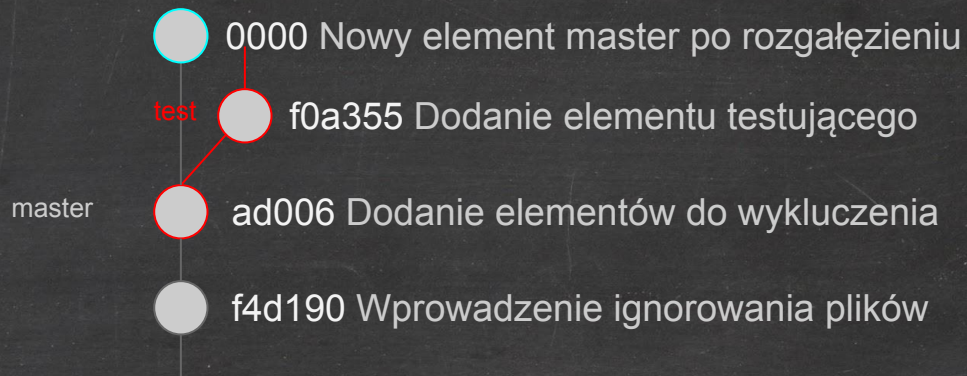 0000 Nowy element master po rozgałęzieniu
test
f0a355 Dodanie elementu testującego
master
ad006 Dodanie elementów do wykluczenia
f4d190 Wprowadzenie ignorowania plików